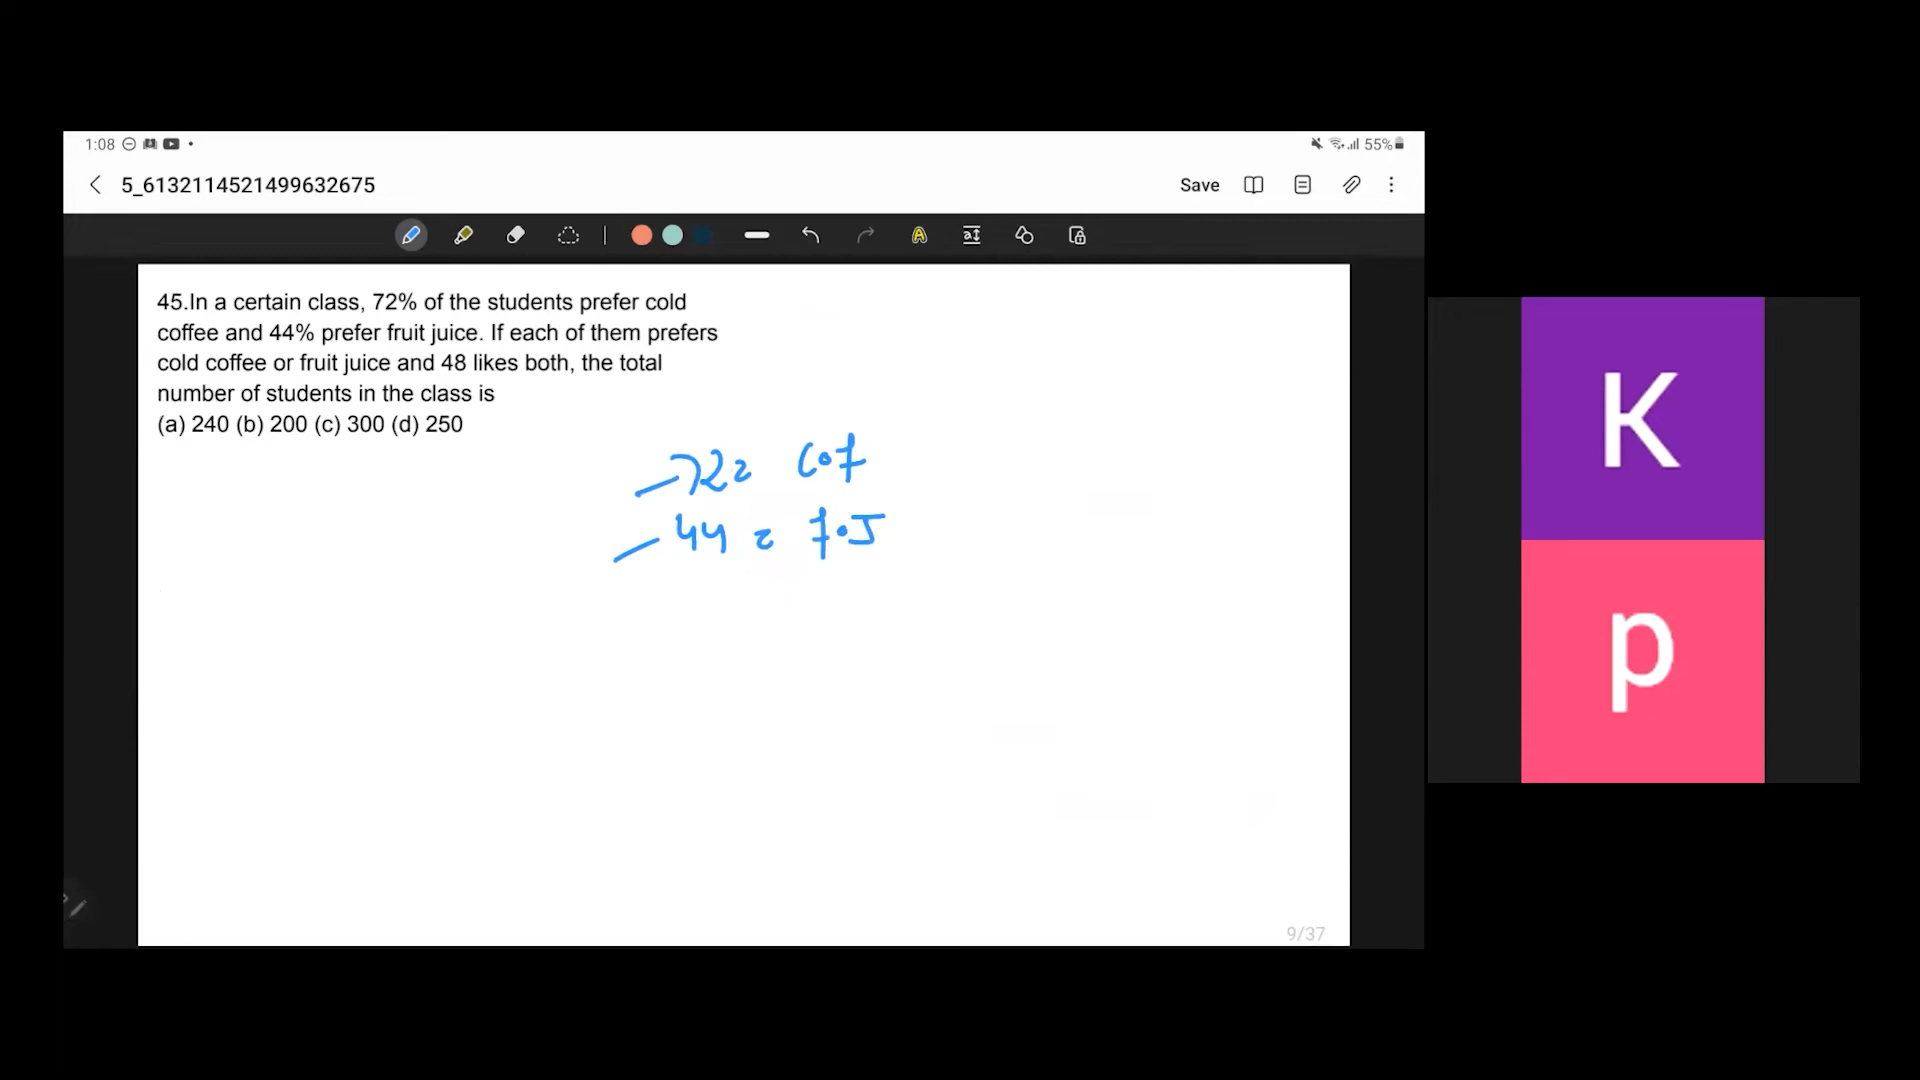 1:08 55%
5_6132114521499632675 Save
45.In a certain class, 72% of the students prefer cold
coffee and 44% prefer fruit juice. If each of them prefers
cold coffee or fruit juice and 48 likes both, the total
number of students in the class is
(a) 240 (b) 200 (c) 300 (d) 250
72 = Cof
44 = f.J
9/37
K
p